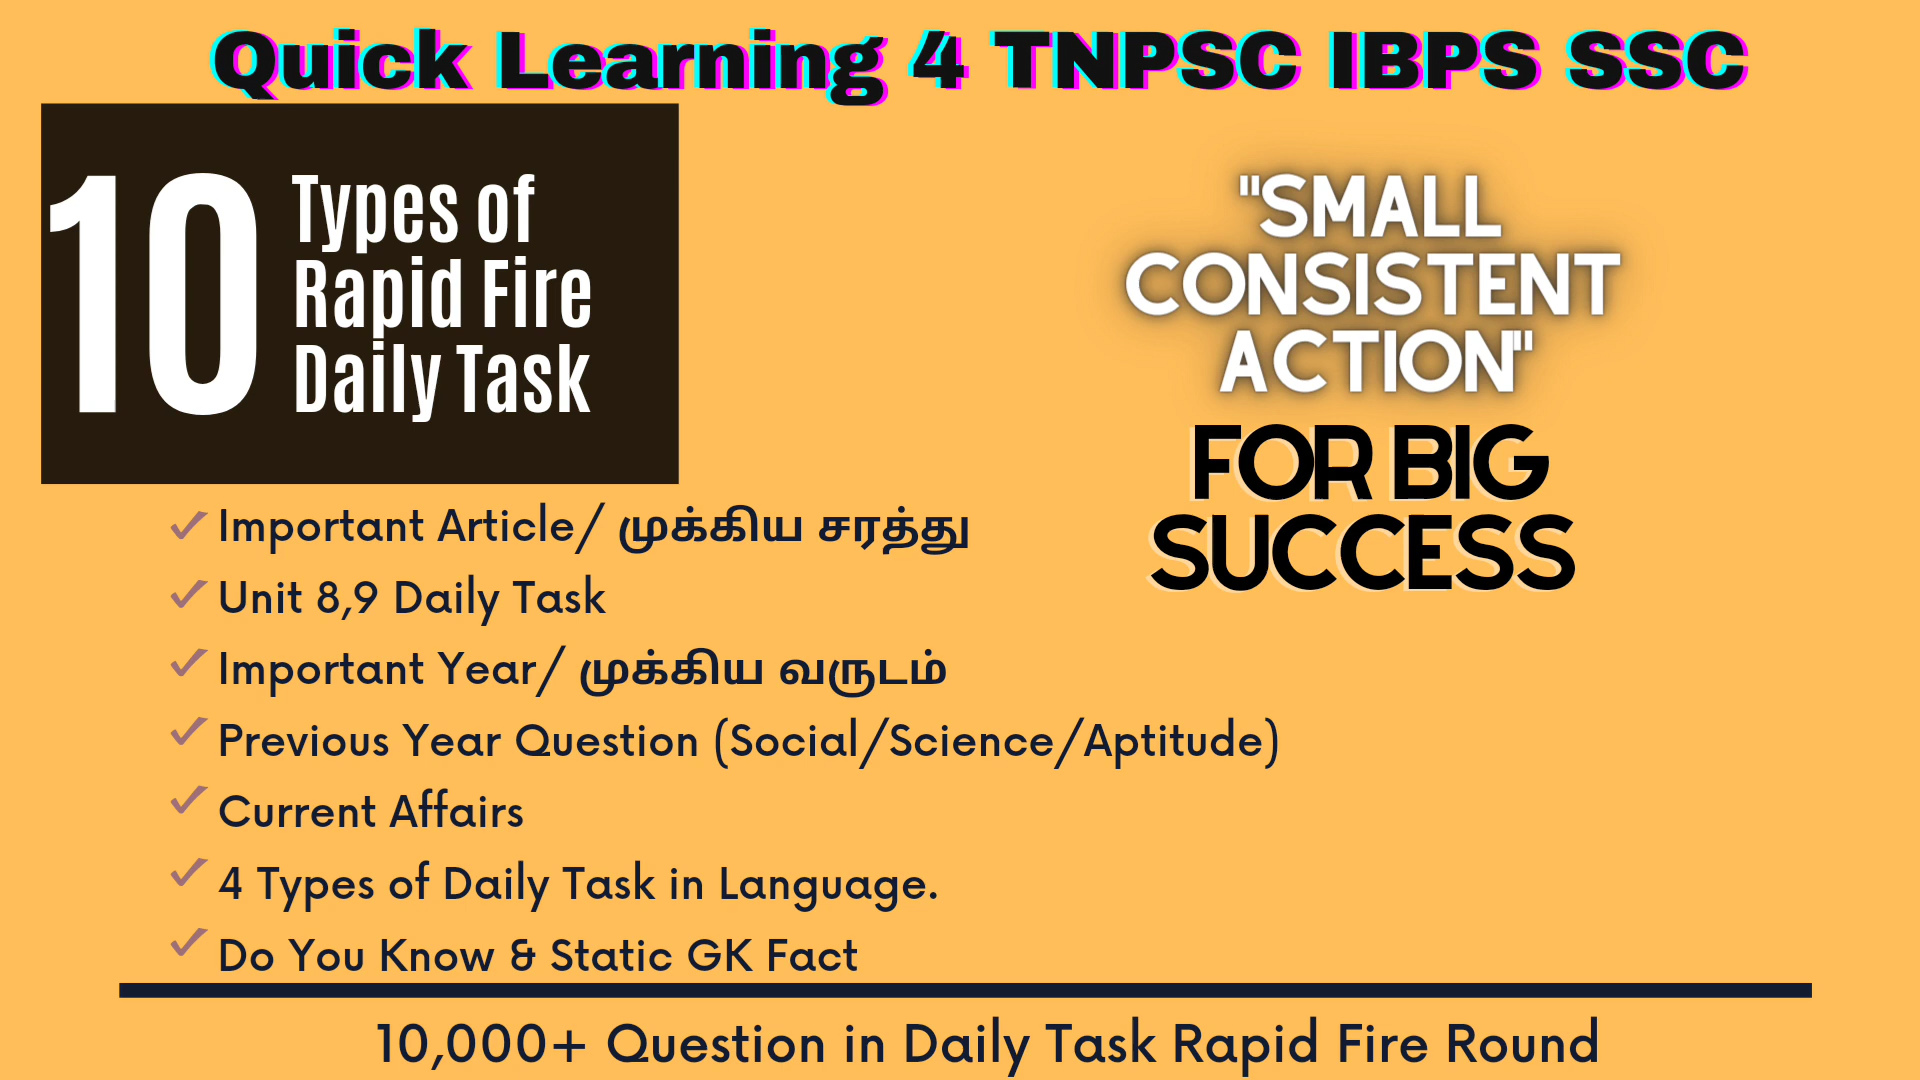 Quick Learning 4 TNPSC IBPS SSC
10
Types of
Rapid Fire
Daily Task
"SMALL
CONSISTENT
ACTION"
FOR BIG
SUCCESS
Important Article/ முக்கிய சரத்து
Unit 8,9 Daily Task
Important Year/ முக்கிய வருடம்
Previous Year Question (Social/Science/Aptitude)
Current Affairs
4 Types of Daily Task in Language.
Do You Know & Static GK Fact
10,000+ Question in Daily Task Rapid Fire Round